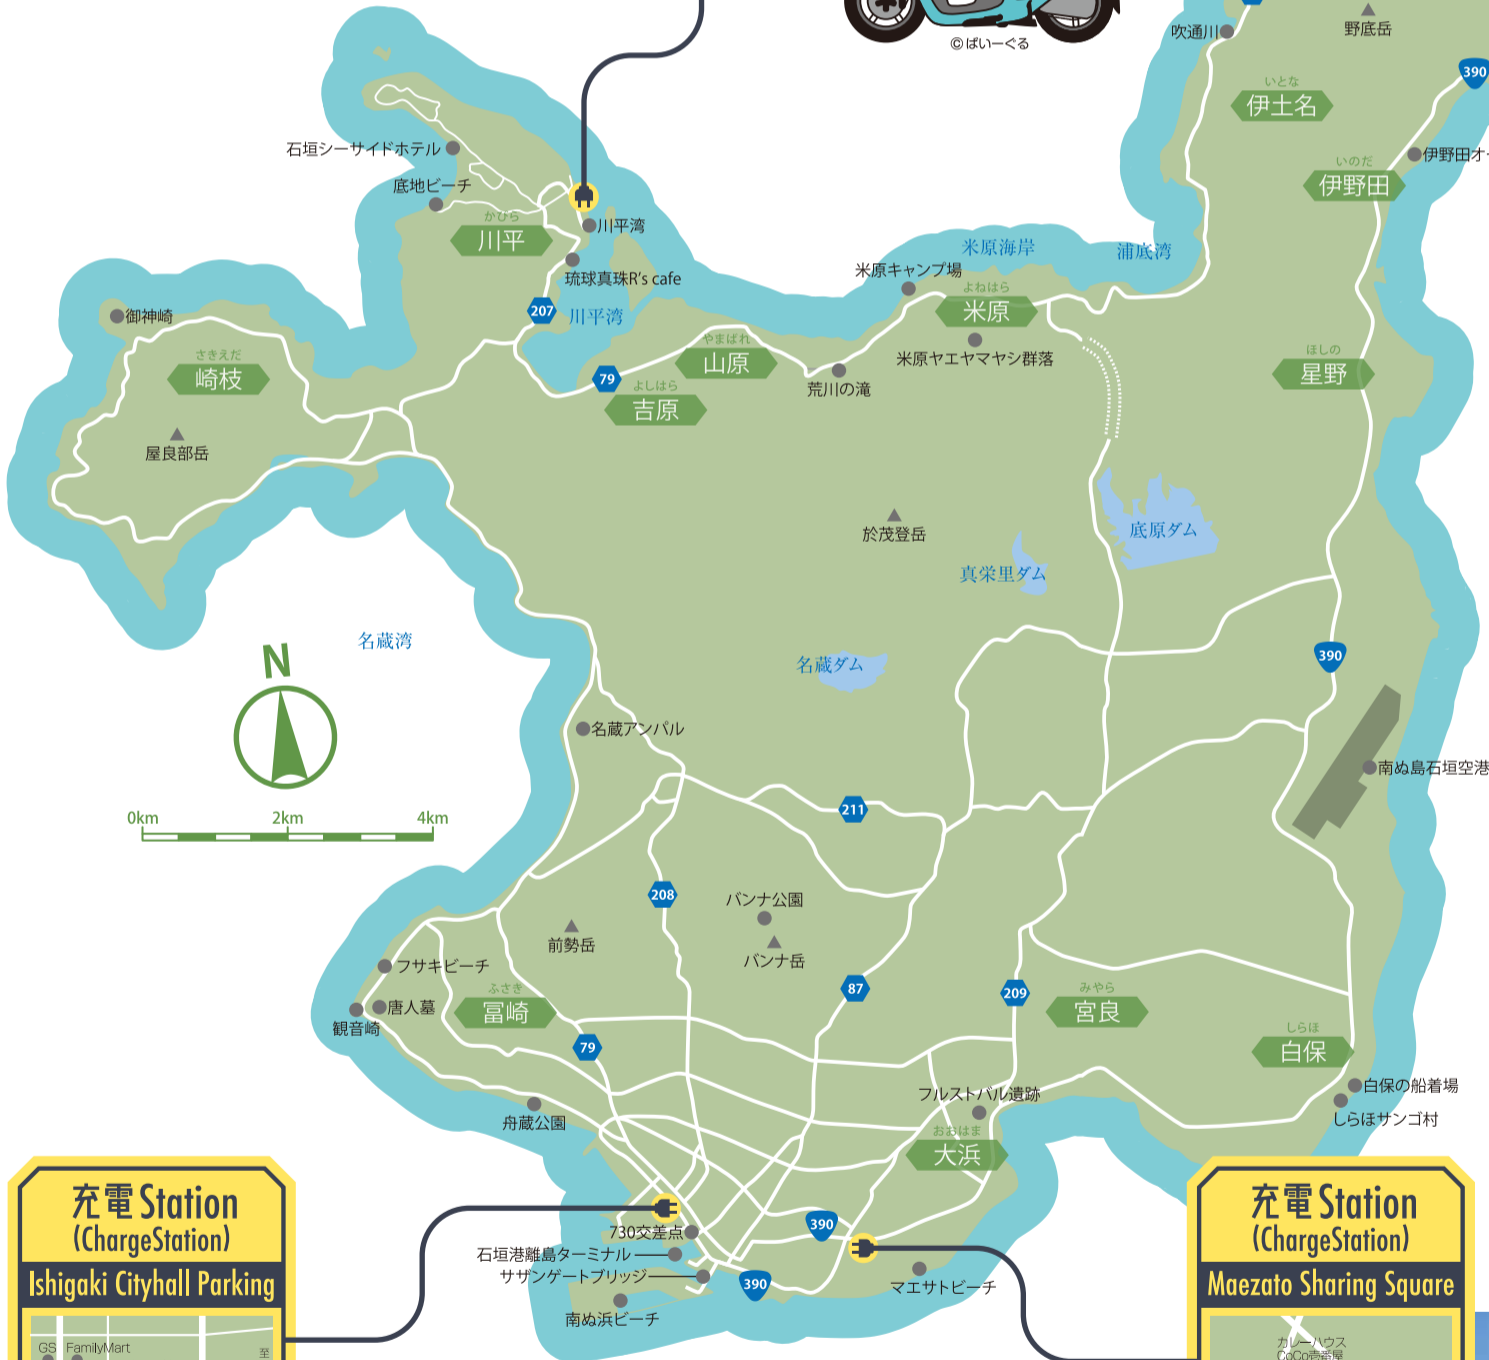 ©ぱいーぐる
吹通川
野底岳
390
いとな
伊土名
伊野田オー
いのだ
伊野田
石垣シーサイドホテル
底地ビーチ
かびら
川平
川平湾
琉球真珠R's cafe
207
川平湾
米原海岸
浦底湾
米原キャンプ場
よねはら
米原
米原ヤエヤマヤシ群落
御神崎
さきえだ
崎枝
屋良部岳
やまばれ
山原
79
よしはら
吉原
荒川の滝
ほしの
星野
於茂登岳
底原ダム
真栄里ダム
名蔵湾
名蔵ダム
390
N
0km
2km
4km
名蔵アンパル
南ぬ島石垣空港
211
208
バンナ公園
バンナ岳
前勢岳
フサキビーチ
唐人墓
観音崎
ふさき
冨崎
87
209
みやら
宮良
しらほ
白保
白保の船着場
しらほサンゴ村
79
舟蔵公園
フルストバル遺跡
おおはま
大浜
730交差点
石垣港離島ターミナル
サザンゲートブリッジ
南ぬ浜ビーチ
390
390
マエサトビーチ
充電Station
(ChargeStation)
Ishigaki Cityhall Parking
GS FamilyMart
至
充電Station
(ChargeStation)
Maezato Sharing Square
カレーハウス
CoCo壱番屋